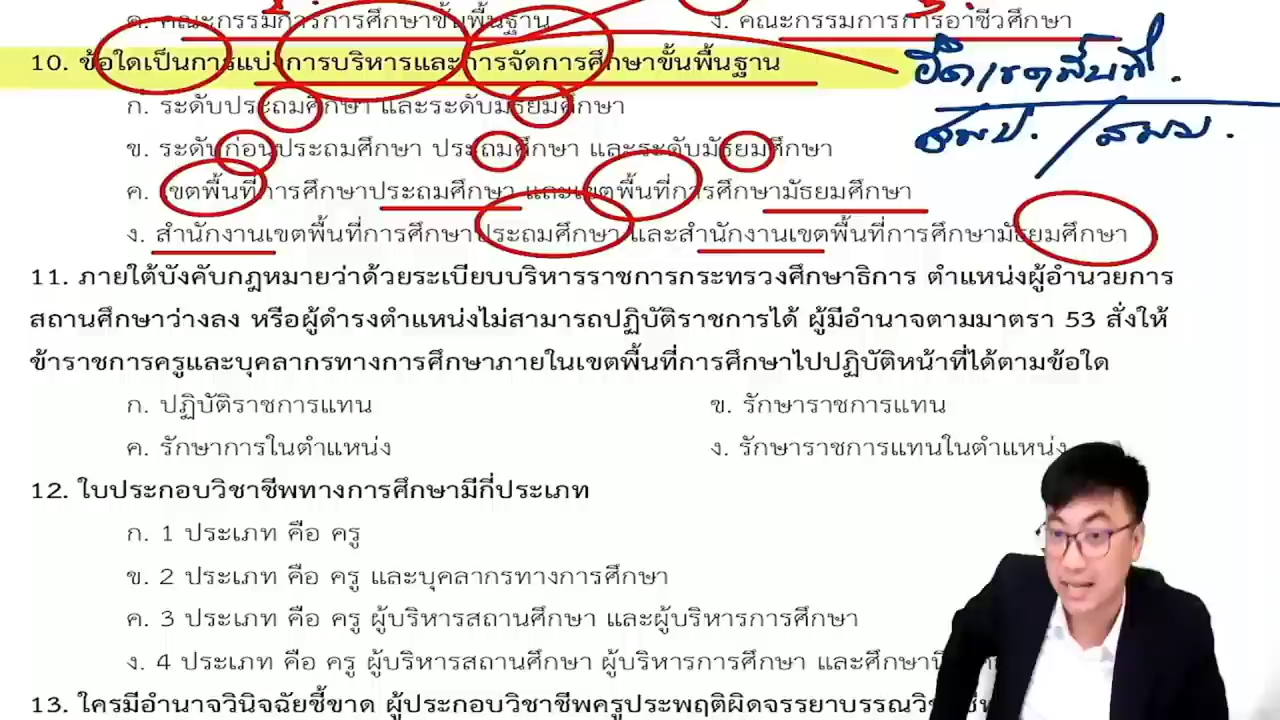 ค. คณะกรรมการการศึกษาขั้นพื้นฐาน ง. คณะกรรมการการอาชีวศึกษา
10. ข้อใดเป็นการแบ่งการบริหารและการจัดการศึกษาขั้นพื้นฐาน
ยึดเขตพื้นที่.
ก. ระดับประถมศึกษา และระดับมัธยมศึกษา
สพป. / สพม.
ข. ระดับก่อนประถมศึกษา ประถมศึกษา และระดับมัธยมศึกษา
ค. เขตพื้นที่การศึกษาประถมศึกษา และเขตพื้นที่การศึกษามัธยมศึกษา
ง. สำนักงานเขตพื้นที่การศึกษาประถมศึกษา และสำนักงานเขตพื้นที่การศึกษามัธยมศึกษา
11. ภายใต้บังคับกฎหมายว่าด้วยระเบียบบริหารราชการกระทรวงศึกษาธิการ ตำแหน่งผู้อำนวยการ
สถานศึกษาว่างลง หรือผู้ดำรงตำแหน่งไม่สามารถปฏิบัติราชการได้ ผู้มีอำนาจตามมาตรา 53 สั่งให้
ข้าราชการครูและบุคลากรทางการศึกษาภายในเขตพื้นที่การศึกษาไปปฏิบัติหน้าที่ได้ตามข้อใด
ก. ปฏิบัติราชการแทน ข. รักษาราชการแทน
ค. รักษาการในตำแหน่ง ง. รักษาราชการแทนในตำแหน่ง
12. ใบประกอบวิชาชีพทางการศึกษามีกี่ประเภท
ก. 1 ประเภท คือ ครู
ข. 2 ประเภท คือ ครู และบุคลากรทางการศึกษา
ค. 3 ประเภท คือ ครู ผู้บริหารสถานศึกษา และผู้บริหารการศึกษา
ง. 4 ประเภท คือ ครู ผู้บริหารสถานศึกษา ผู้บริหารการศึกษา
13. ใครมีอำนาจวินิจฉัยชี้ขาด ผู้ประกอบวิชาชีพครูประพฤติผิดจรรยาบรรณ